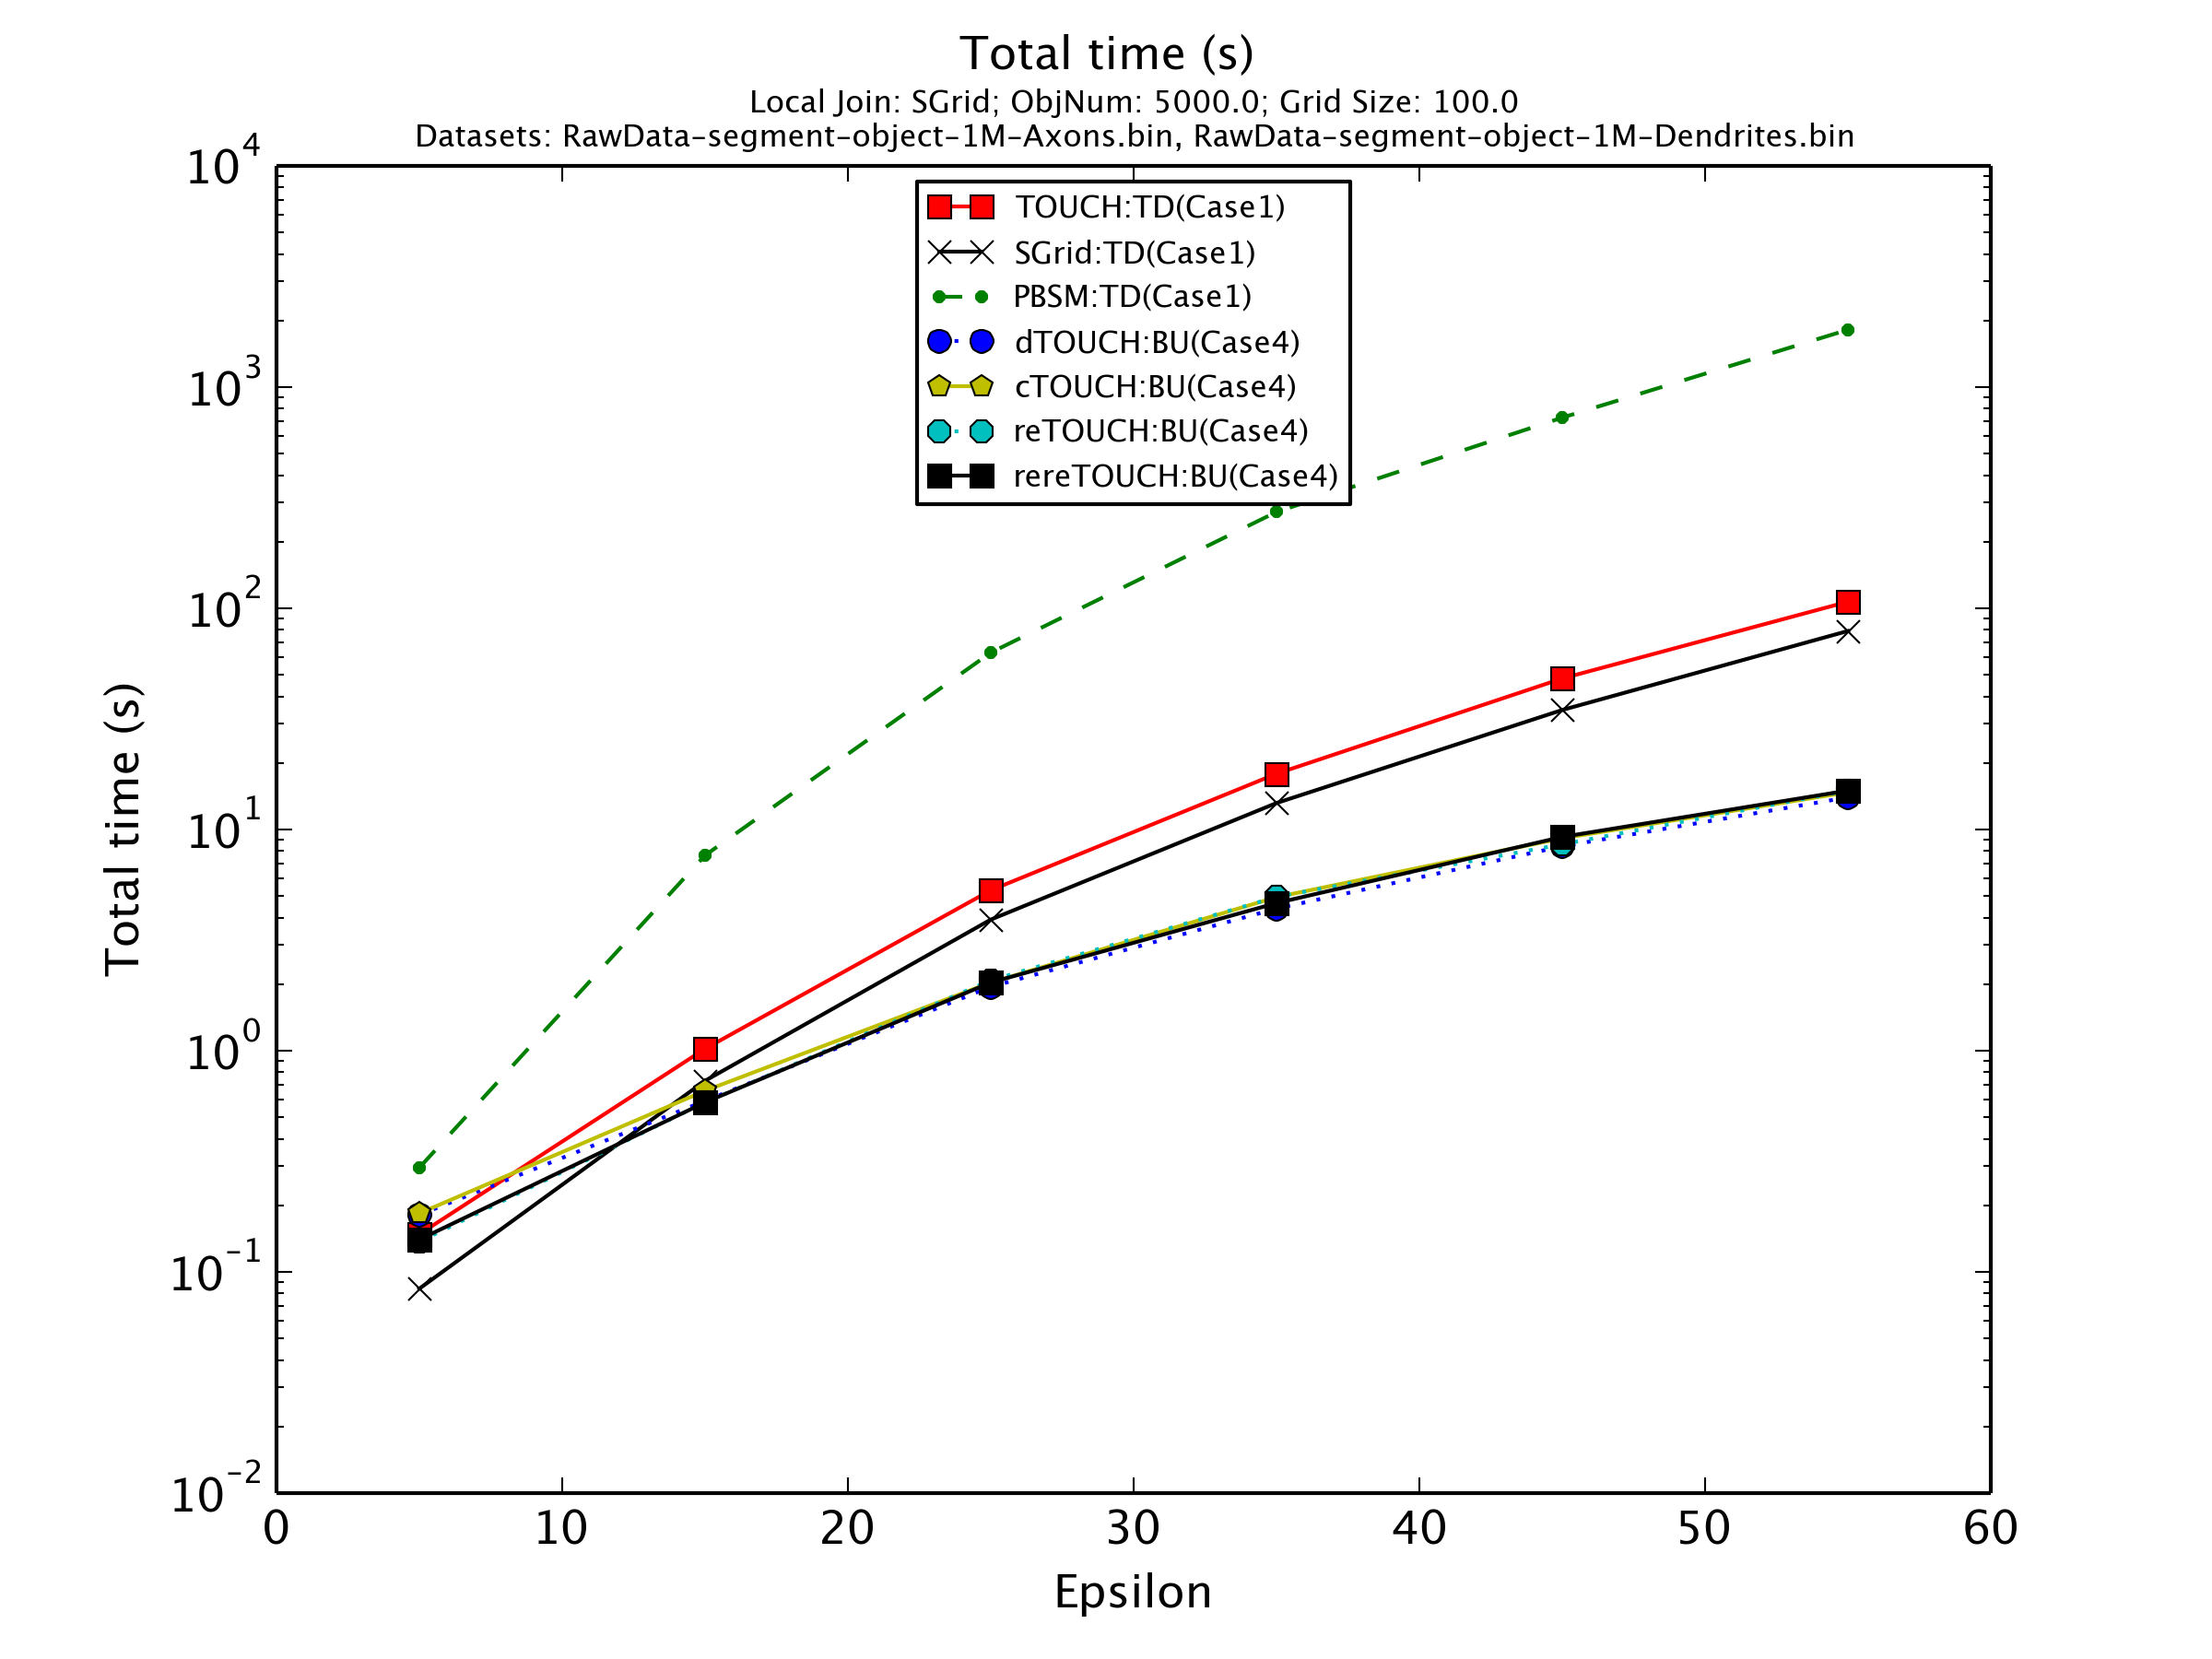 Total time (s)
Local Join: SGrid; ObjNum: 5000.0; Grid Size: 100.0
Datasets: RawData-segment-object-1M-Axons.bin, RawData-segment-object-1M-Dendrites.bin
TOUCH:TD(Case1)
SGrid:TD(Case1)
PBSM:TD(Case1)
dTOUCH:BU(Case4)
cTOUCH:BU(Case4)
reTOUCH:BU(Case4)
rereTOUCH:BU(Case4)
10^4
10^3
10^2
10^1
10^0
10^-1
10^-2
Total time (s)
0 10 20 30 40 50 60
Epsilon